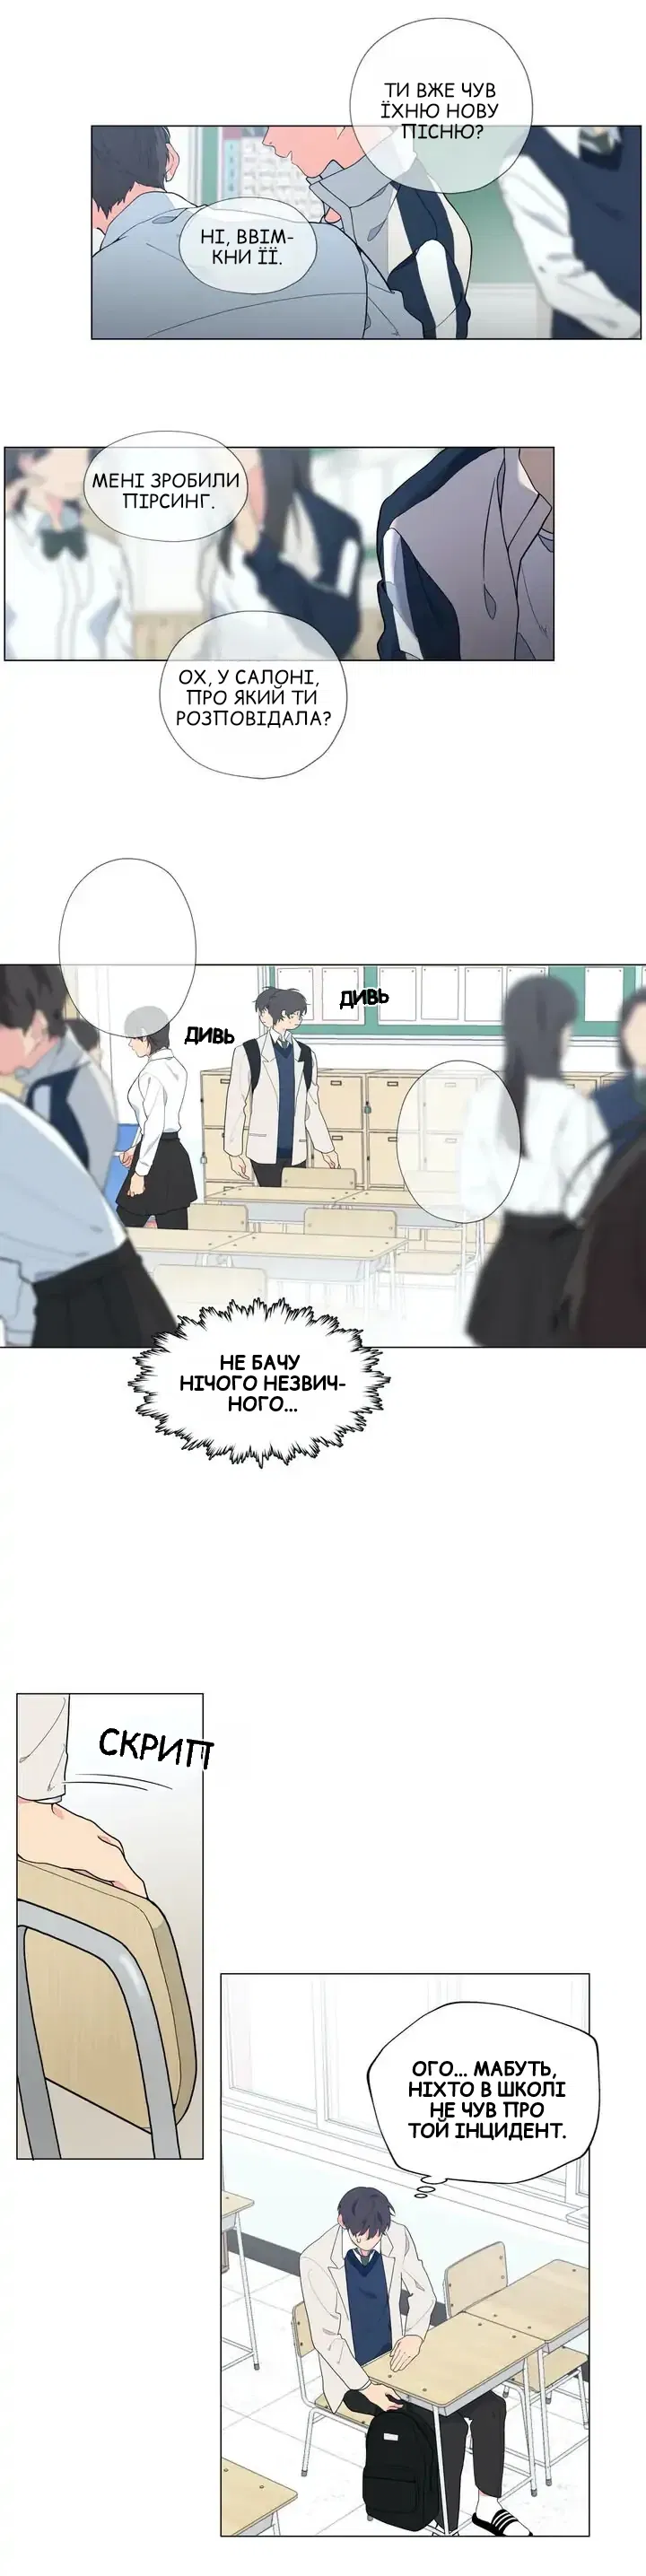 ТИ ВЖЕ ЧУВ
ЇХНЮ НОВУ
ПІСНЮ?
НІ, ВВІМ-
КНИ ЇЇ.
МЕНІ ЗРОБИЛИ
ПІРСИНГ.
ОХ, У САЛОНІ,
ПРО ЯКИЙ ТИ
РОЗПОВІДАЛА?
ДИВЬ
ДИВЬ
НЕ БАЧУ
НІЧОГО НЕЗВИЧ-
НОГО...
СКРИП
ОГО... МАБУТЬ,
НІХТО В ШКОЛІ
НЕ ЧУВ ПРО
ТОЙ ІНЦИДЕНТ.